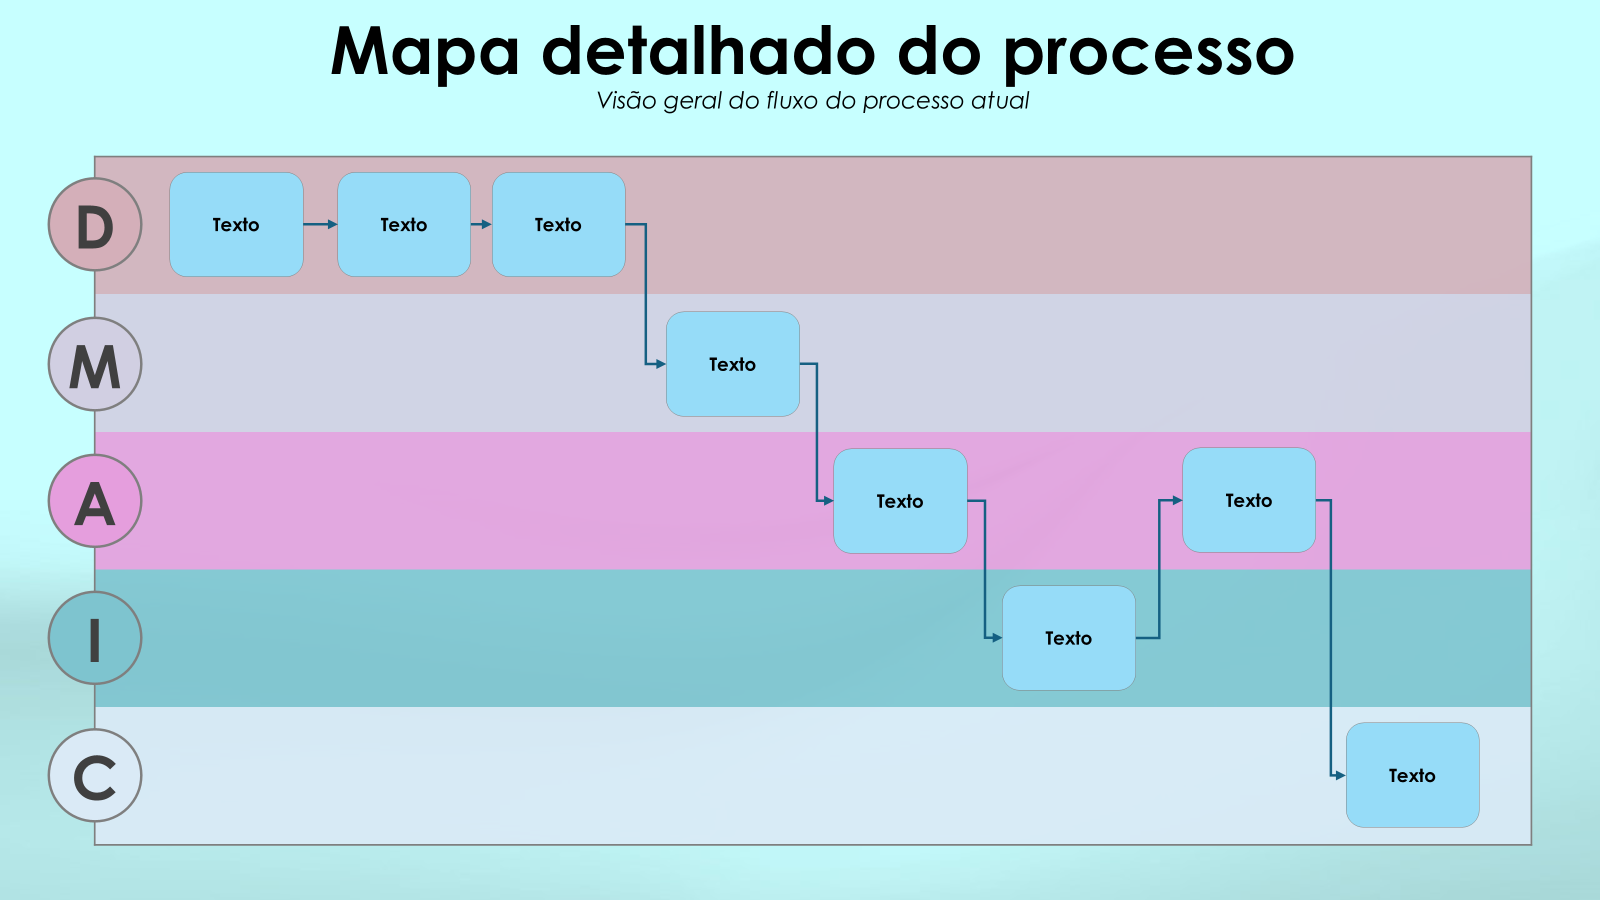 Mapa detalhado do processo
Visão geral do fluxo do processo atual
D
Texto Texto Texto
M
Texto
A
Texto Texto
I
Texto
C
Texto